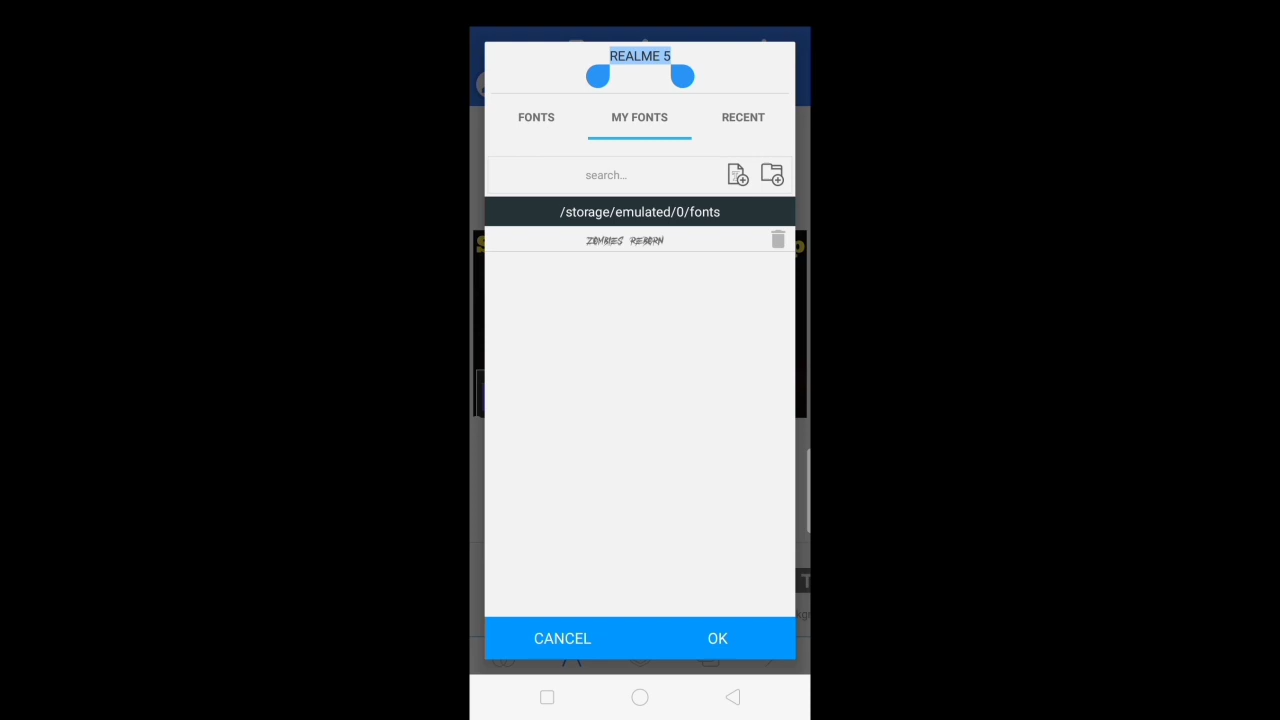 REALME 5
FONTS
MY FONTS
RECENT
search...
/storage/emulated/0/fonts
ZOMBIES REBORN
CANCEL
OK